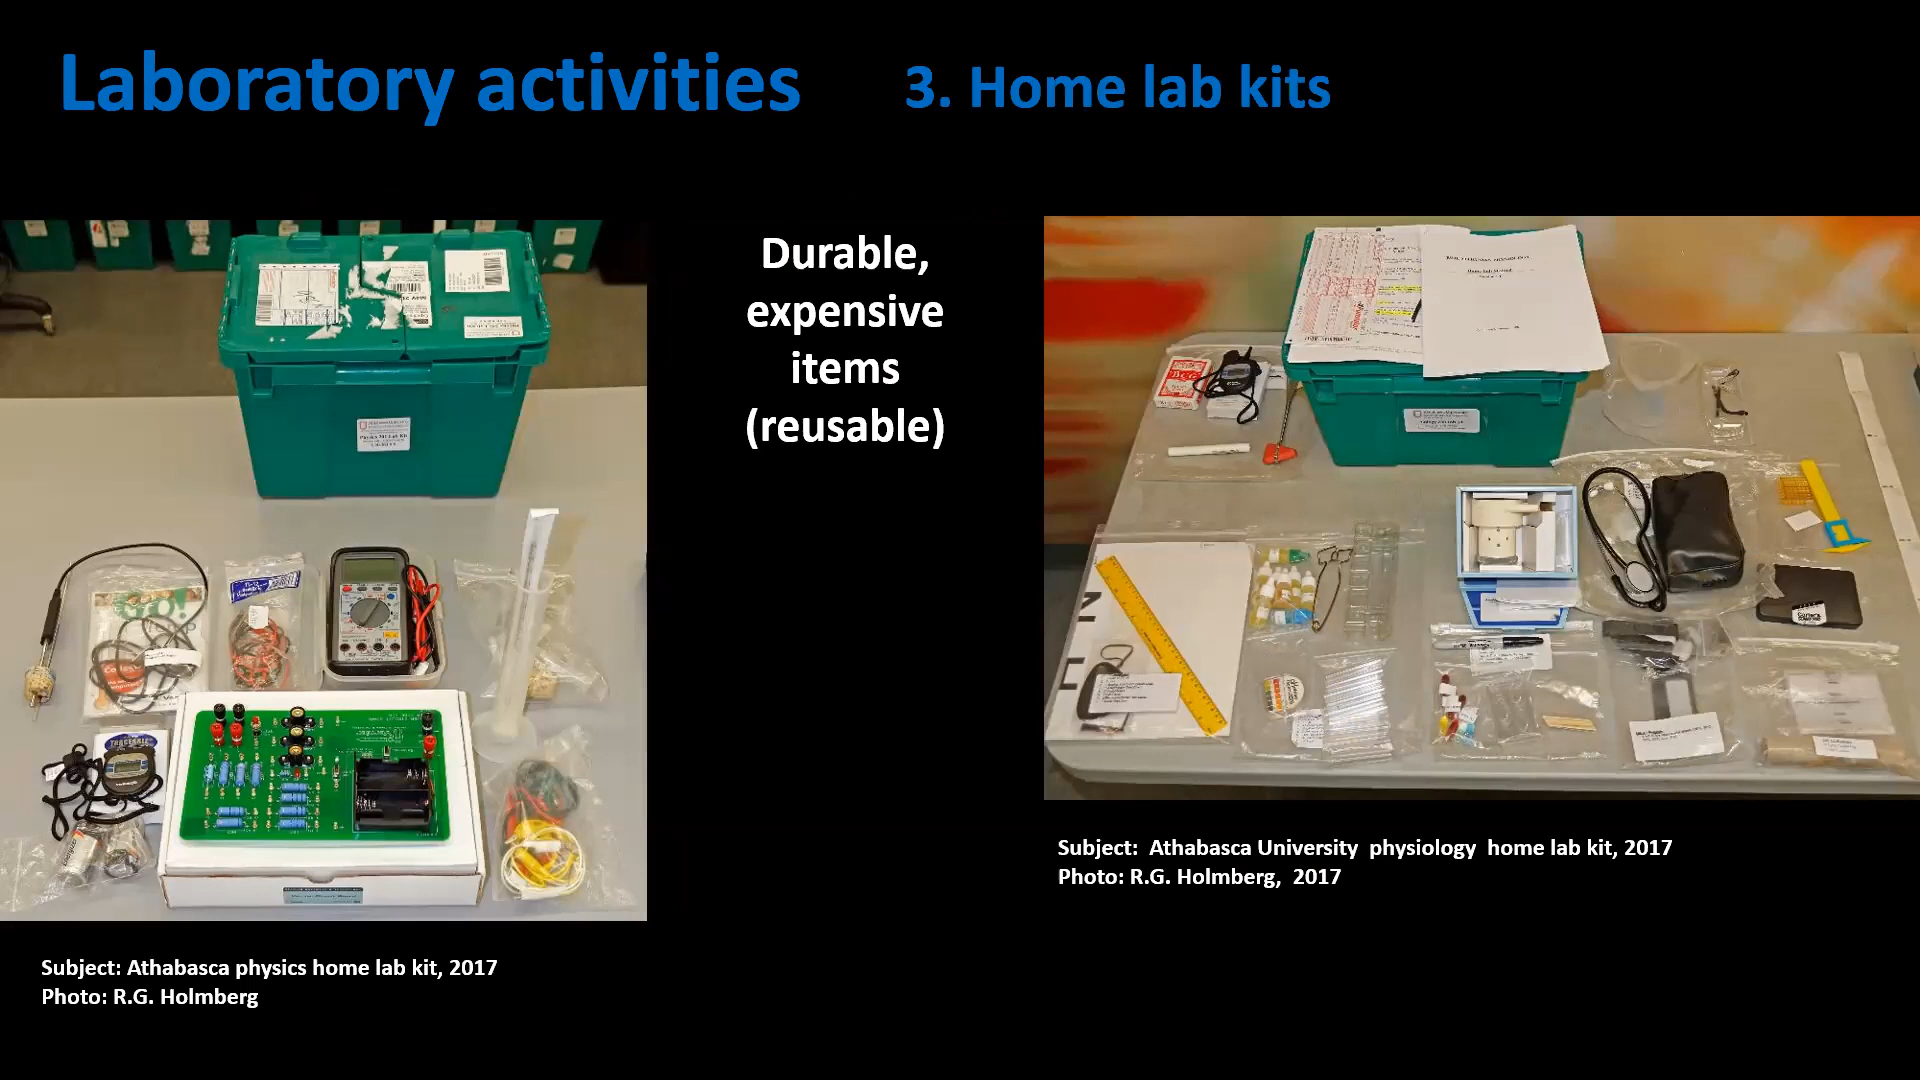 Laboratory activities
3. Home lab kits
Durable,
expensive
items
(reusable)
Subject: Athabasca University physiology home lab kit, 2017
Photo: R.G. Holmberg, 2017
Subject: Athabasca physics home lab kit, 2017
Photo: R.G. Holmberg